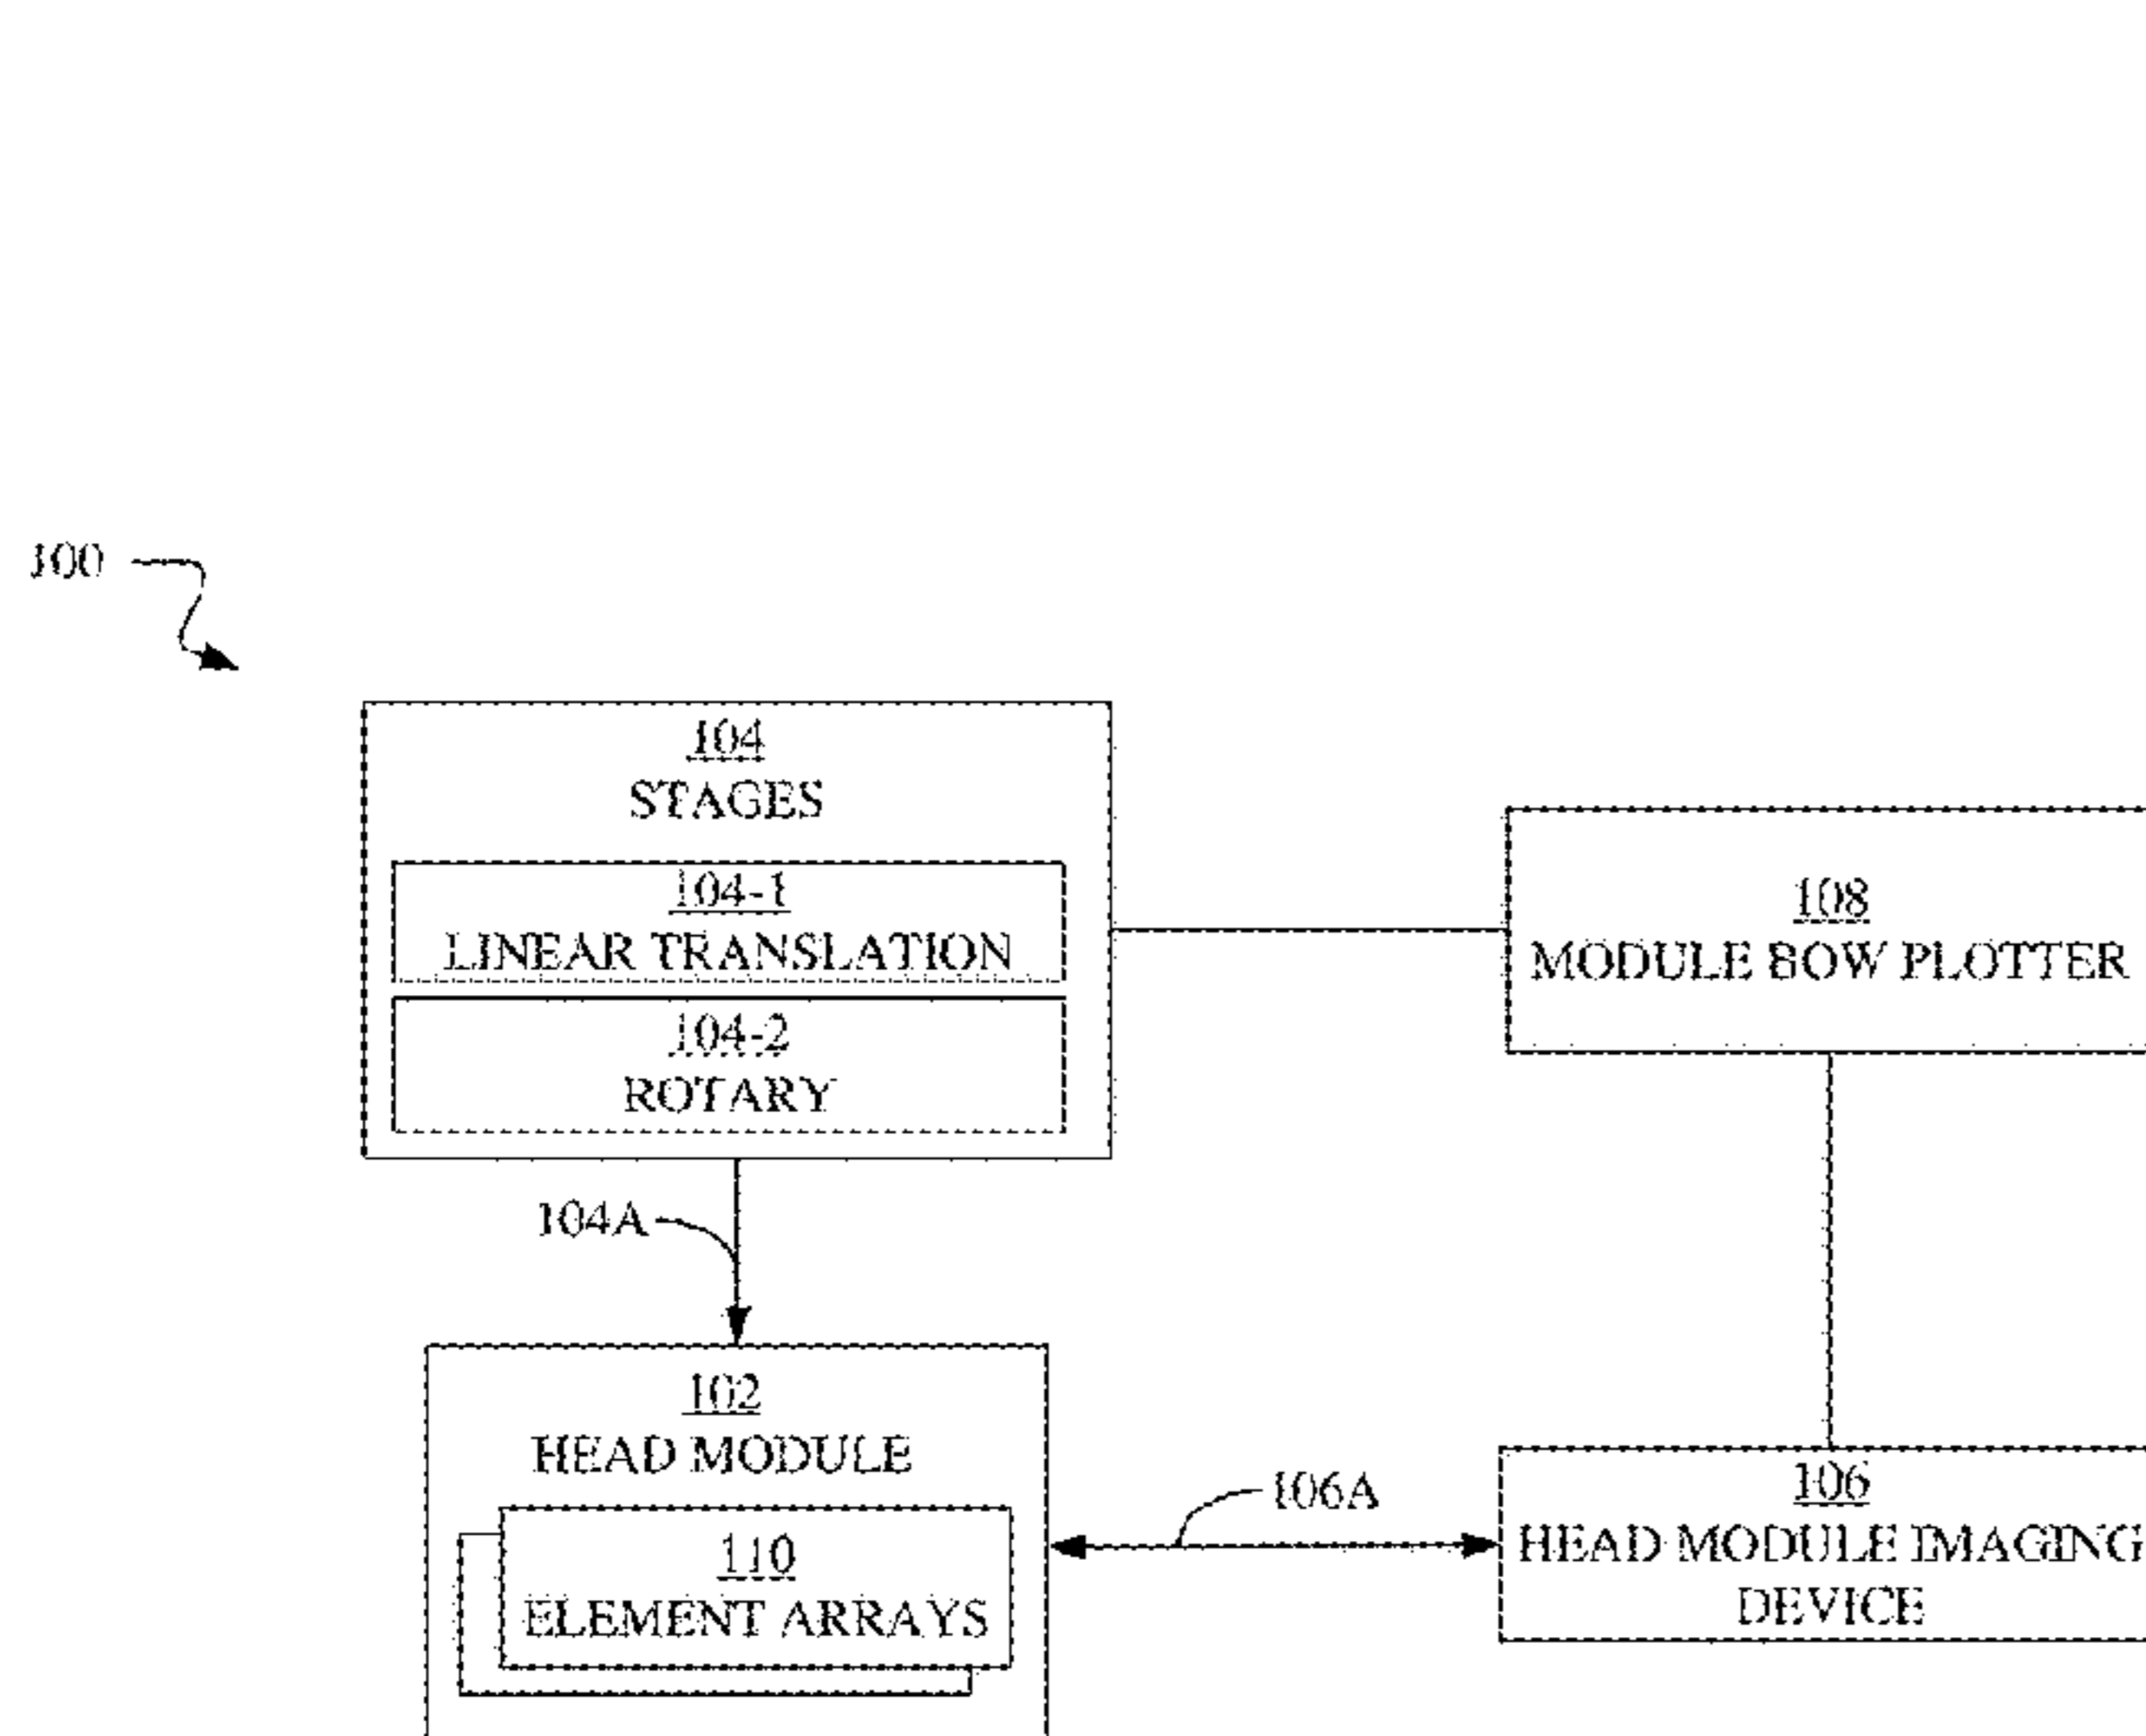 100
104
STAGES
104-1
LINEAR TRANSLATION
104-2
ROTARY
108
MODULE BOW PLOTTER
104A
102
HEAD MODULE
110
ELEMENT ARRAYS
106A
106
HEAD MODULE IMAGING
DEVICE